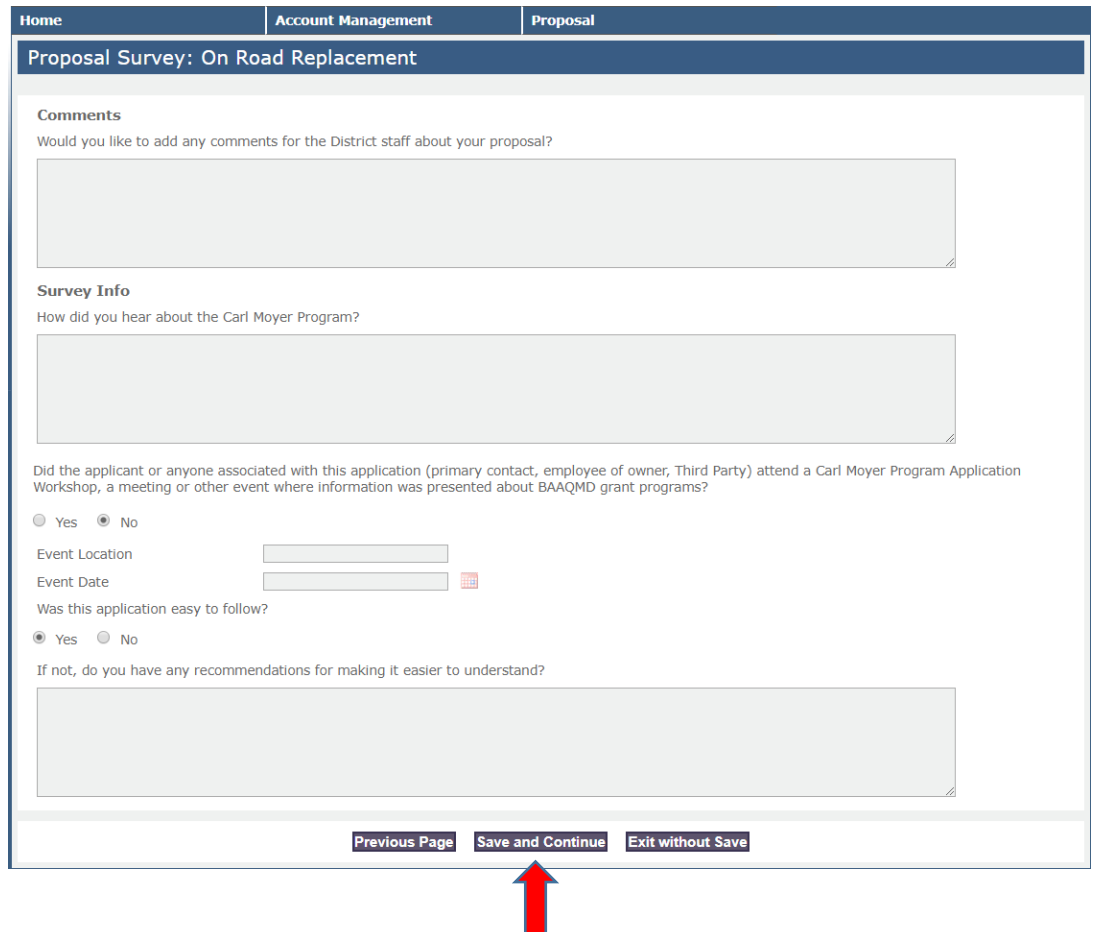 Home Account Management Proposal
Proposal Survey: On Road Replacement
Comments
Would you like to add any comments for the District staff about your proposal?
Survey Info
How did you hear about the Carl Moyer Program?
Did the applicant or anyone associated with this application (primary contact, employee of owner, Third Party) attend a Carl Moyer Program Application
Workshop, a meeting or other event where information was presented about BAAQMD grant programs?
Yes No
Event Location
Event Date
Was this application easy to follow?
Yes No
If not, do you have any recommendations for making it easier to understand?
Previous Page Save and Continue Exit without Save